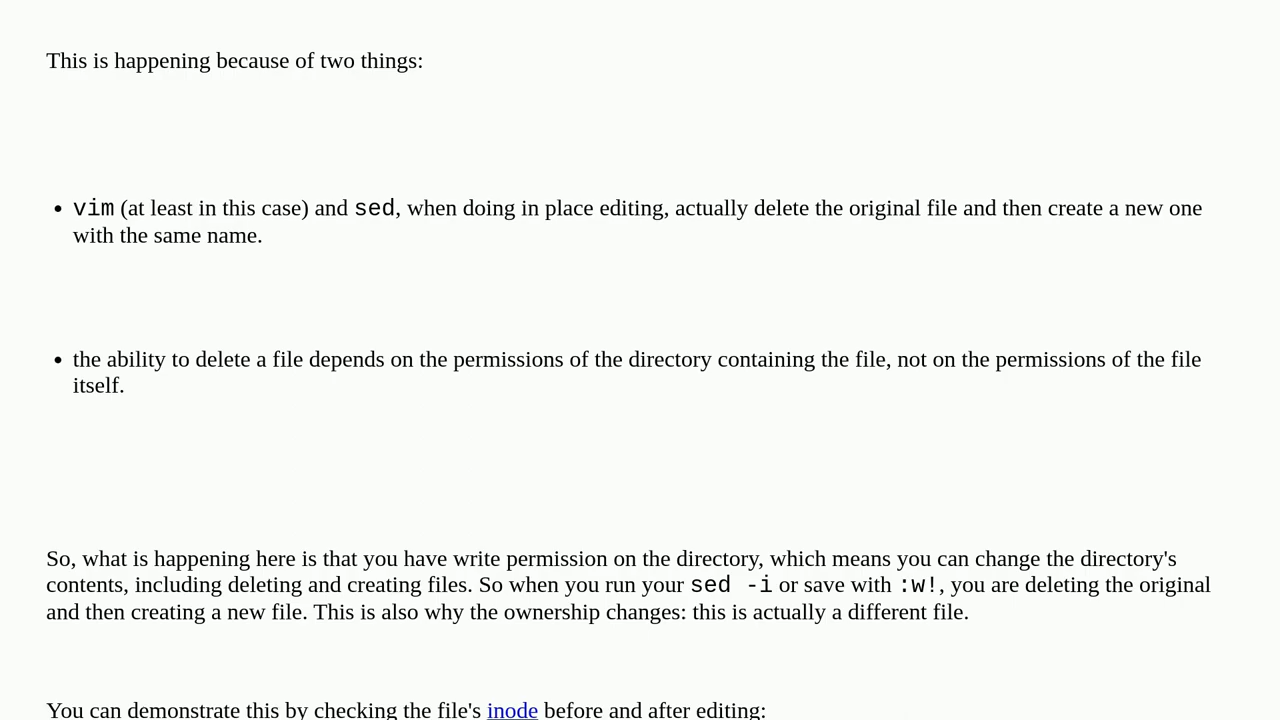 This is happening because of two things:
• vim (at least in this case) and sed, when doing in place editing, actually delete the original file and then create a new one
with the same name.
• the ability to delete a file depends on the permissions of the directory containing the file, not on the permissions of the file
itself.
So, what is happening here is that you have write permission on the directory, which means you can change the directory's
contents, including deleting and creating files. So when you run your sed -i or save with :w!, you are deleting the original
and then creating a new file. This is also why the ownership changes: this is actually a different file.
You can demonstrate this by checking the file's inode before and after editing: